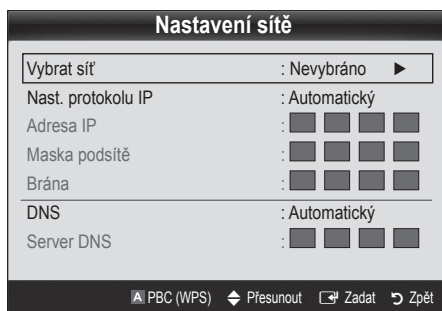 Nastavení sítě
Vybrat síť : Nevybráno ►
Nast. protokolu IP : Automatický
Adresa IP :
Maska podsítě :
Brána :
DNS : Automatický
Server DNS :
A PBC (WPS) Přesunout Zadat Zpět